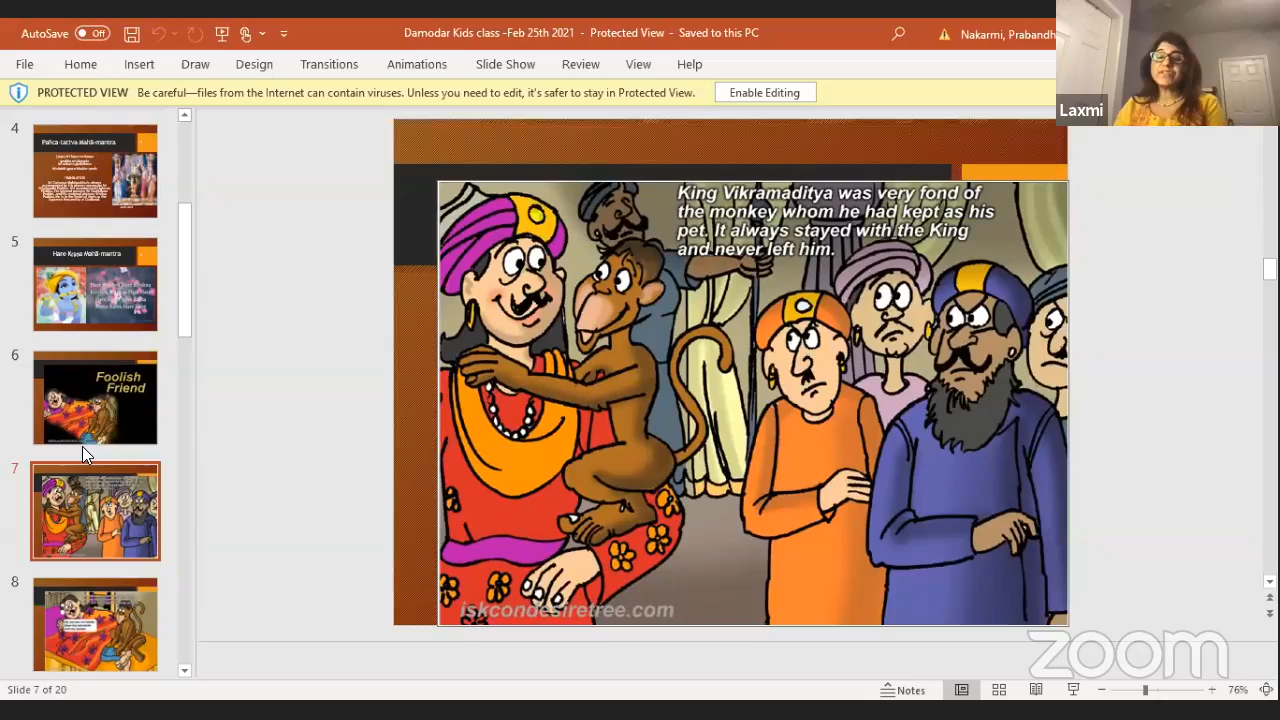 AutoSave Off
Damodar Kids class -Feb 25th 2021 - Protected View - Saved to this PC
Nakarmi, Prabandh
Laxmi
File Home Insert Draw Design Transitions Animations Slide Show Review View Help
PROTECTED VIEW Be careful—files from the Internet can contain viruses. Unless you need to edit, it's safer to stay in Protected View. Enable Editing
4
Pañca-tattva Mahā-mantra
5
Hare Kṛṣṇa Mahā-mantra
6
Foolish
Friend
7
8
King Vikramaditya was very fond of
the monkey whom he had kept as his
pet. It always stayed with the King
and never left him.
iskcondesiretree.com
zoom
Slide 7 of 20
Notes
76%